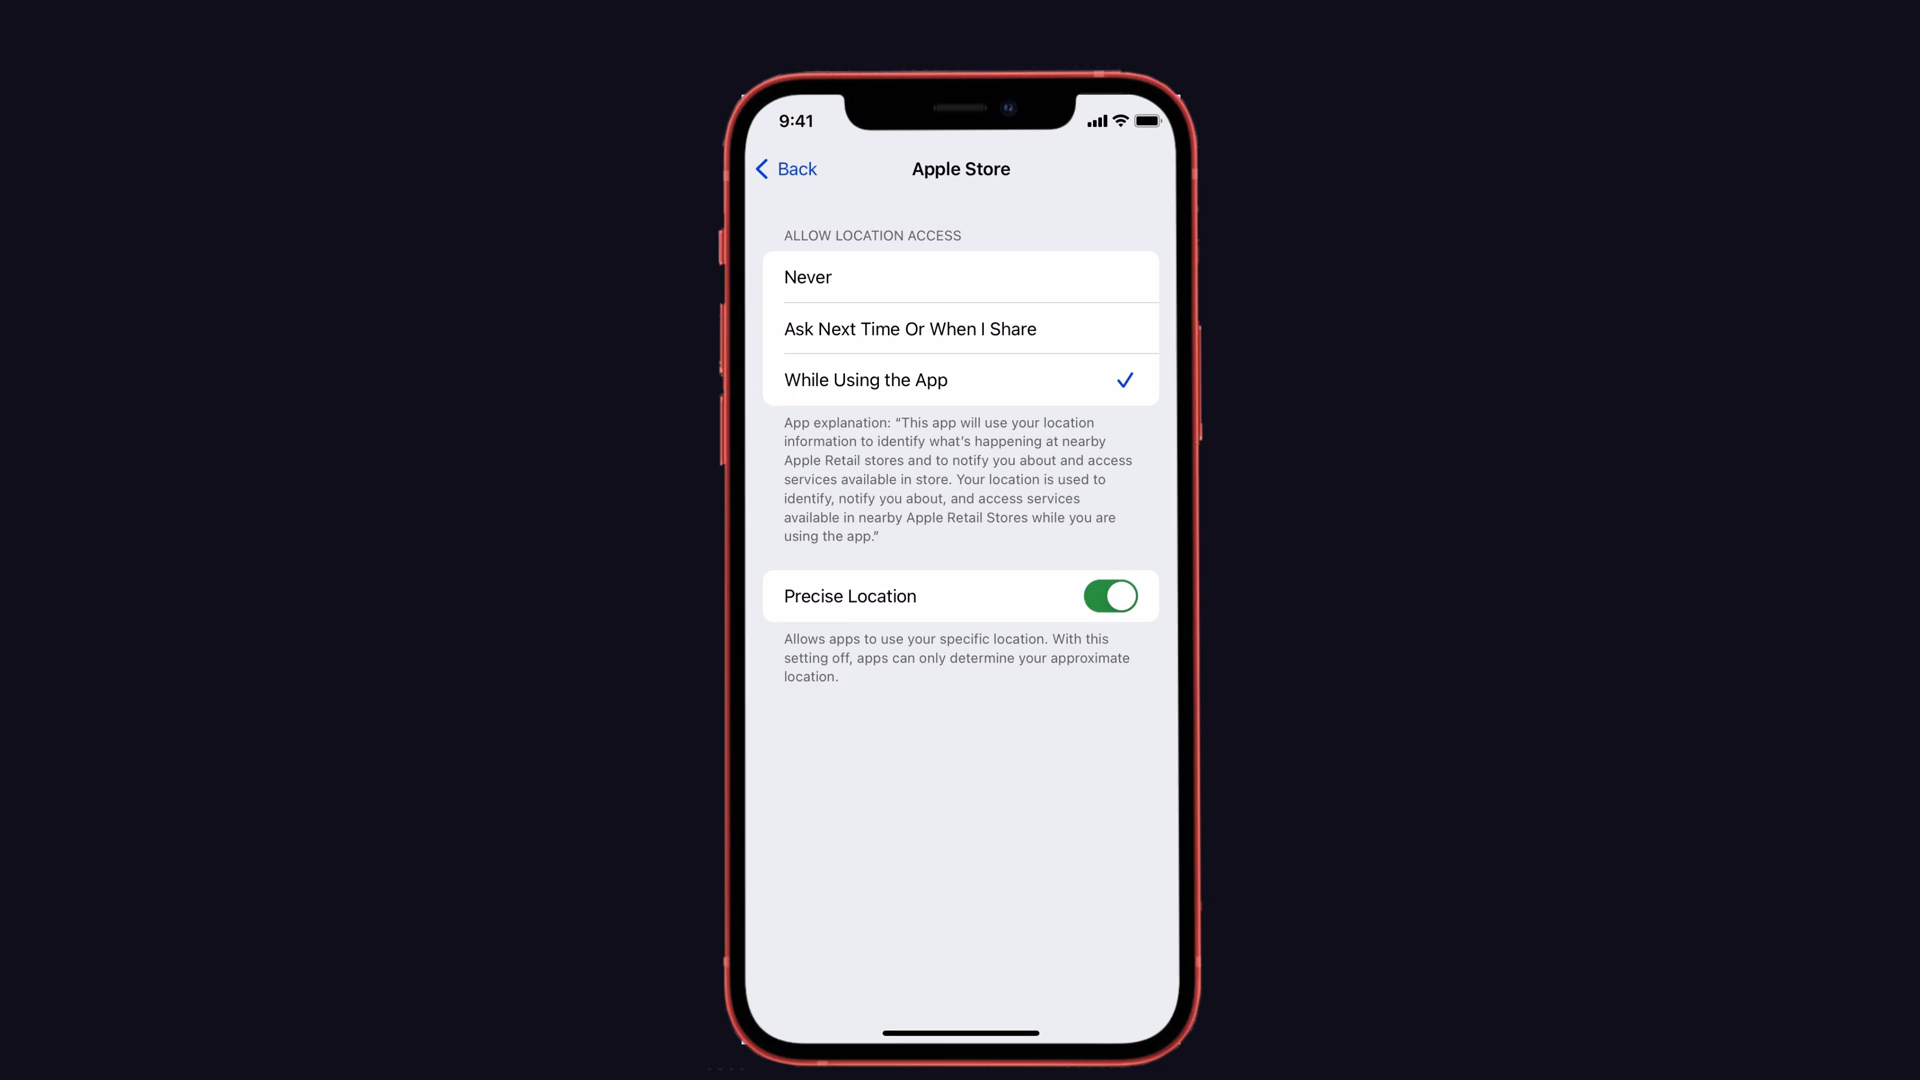 9:41
Back
Apple Store
ALLOW LOCATION ACCESS
Never
Ask Next Time Or When I Share
While Using the App
App explanation: “This app will use your location
information to identify what’s happening at nearby
Apple Retail stores and to notify you about and access
services available in store. Your location is used to
identify, notify you about, and access services
available in nearby Apple Retail Stores while you are
using the app.”
Precise Location
Allows apps to use your specific location. With this
setting off, apps can only determine your approximate
location.